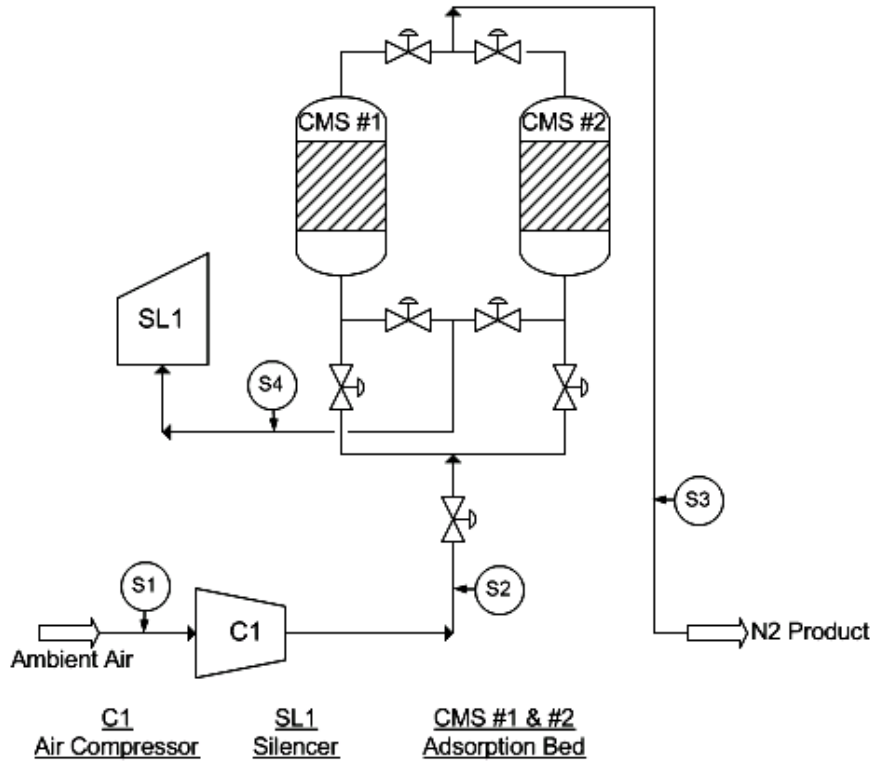 CMS #1
CMS #2
SL1
S4
S3
S1
S2
C1
N2 Product
Ambient Air
C1
Air Compressor
SL1
Silencer
CMS #1 & #2
Adsorption Bed